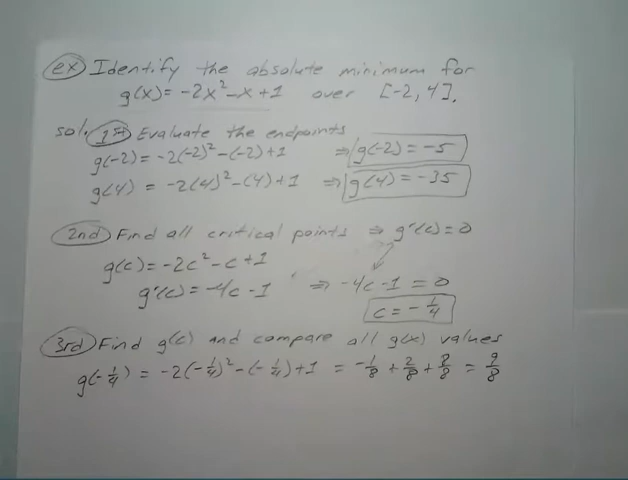 ex Identify the absolute minimum for
g(x) = -2x² - x + 1 over [-2, 4].
sol. 1st Evaluate the endpoints
g(-2) = -2(-2)² - (-2) + 1 ⇒ g(-2) = -5
g(4) = -2(4)² - (4) + 1 ⇒ g(4) = -35
2nd Find all critical points ⇒ g'(c) = 0
g(c) = -2c² - c + 1
g'(c) = -4c - 1 ⇒ -4c - 1 = 0
c = -1/4
3rd Find g(c) and compare all g(x) values
g(-1/4) = -2(-1/4)² - (-1/4) + 1 = -1/8 + 2/8 + 8/8 = 9/8